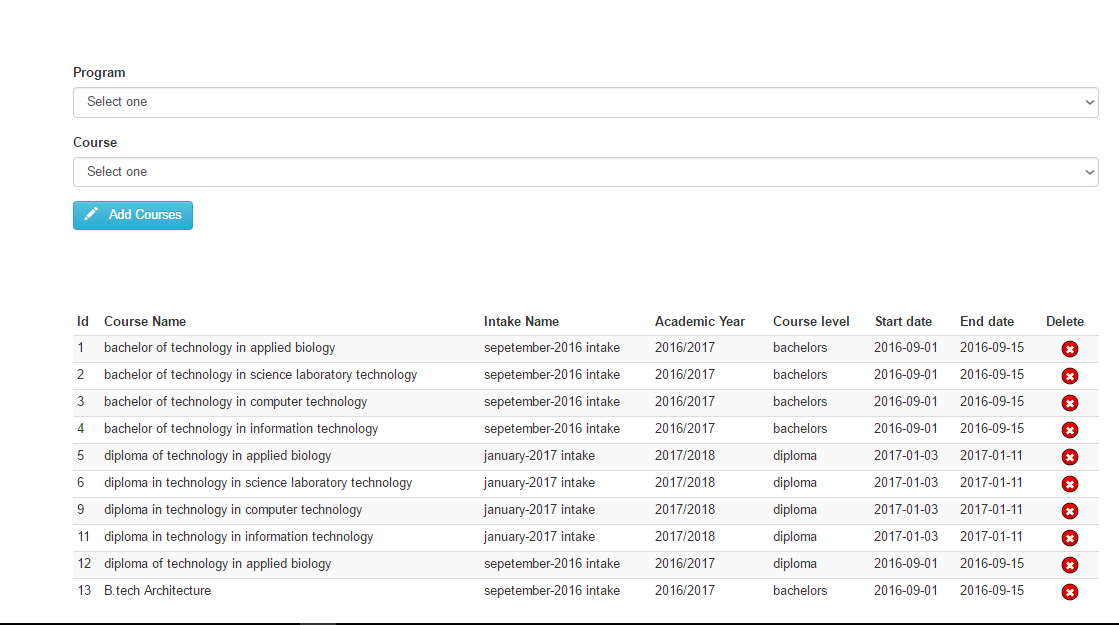 Program
Select one
Course
Select one
Add Courses
Id Course Name Intake Name Academic Year Course level Start date End date Delete
1 bachelor of technology in applied biology sepetember-2016 intake 2016/2017 bachelors 2016-09-01 2016-09-15
2 bachelor of technology in science laboratory technology sepetember-2016 intake 2016/2017 bachelors 2016-09-01 2016-09-15
3 bachelor of technology in computer technology sepetember-2016 intake 2016/2017 bachelors 2016-09-01 2016-09-15
4 bachelor of technology in information technology sepetember-2016 intake 2016/2017 bachelors 2016-09-01 2016-09-15
5 diploma of technology in applied biology january-2017 intake 2017/2018 diploma 2017-01-03 2017-01-11
6 diploma in technology in science laboratory technology january-2017 intake 2017/2018 diploma 2017-01-03 2017-01-11
9 diploma in technology in computer technology january-2017 intake 2017/2018 diploma 2017-01-03 2017-01-11
11 diploma in technology in information technology january-2017 intake 2017/2018 diploma 2017-01-03 2017-01-11
12 diploma of technology in applied biology sepetember-2016 intake 2016/2017 diploma 2016-09-01 2016-09-15
13 B.tech Architecture sepetember-2016 intake 2016/2017 bachelors 2016-09-01 2016-09-15